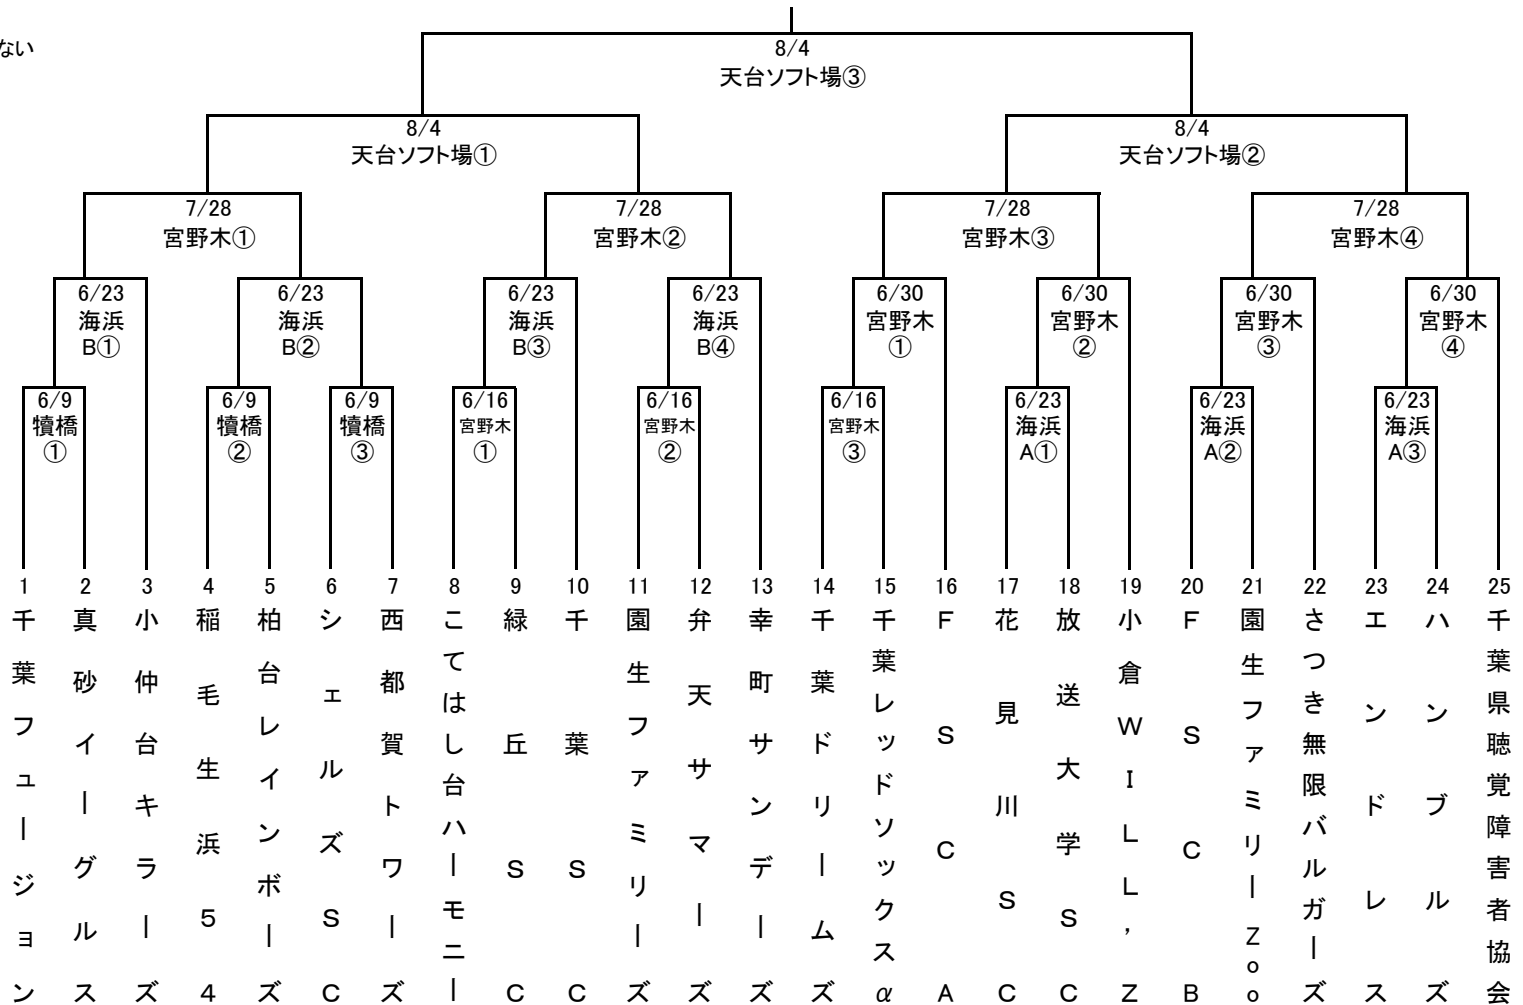 ない
8/4
天台ソフト場③
8/4
天台ソフト場①
8/4
天台ソフト場②
7/28
宮野木①
7/28
宮野木②
7/28
宮野木③
7/28
宮野木④
6/23
海浜
B①
6/23
海浜
B②
6/23
海浜
B③
6/23
海浜
B④
6/30
宮野木
①
6/30
宮野木
②
6/30
宮野木
③
6/30
宮野木
④
6/9
犢橋
①
6/9
犢橋
②
6/9
犢橋
③
6/16
宮野木
①
6/16
宮野木
②
6/16
宮野木
③
6/23
海浜
A①
6/23
海浜
A②
6/23
海浜
A③
1
千葉フュージョン
2
真砂イーグルス
3
小仲台キラーズ
4
稲毛生浜54
5
柏台レインボーズ
6
シェルズSC
7
西都賀トワーズ
8
こてはし台ハーモニー
9
緑丘SC
10
千葉SC
11
園生ファミリーズ
12
弁天サマーズ
13
幸町サンデーズ
14
千葉ドリームズ
15
千葉レッドソックスα
16
FSCA
17
花見川SC
18
放送大学SC
19
小倉WILL,Z
20
FSCB
21
園生ファミリーZoo
22
さつき無限バルガーズ
23
エンドレス
24
ハンブルズ
25
千葉県聴覚障害者協会